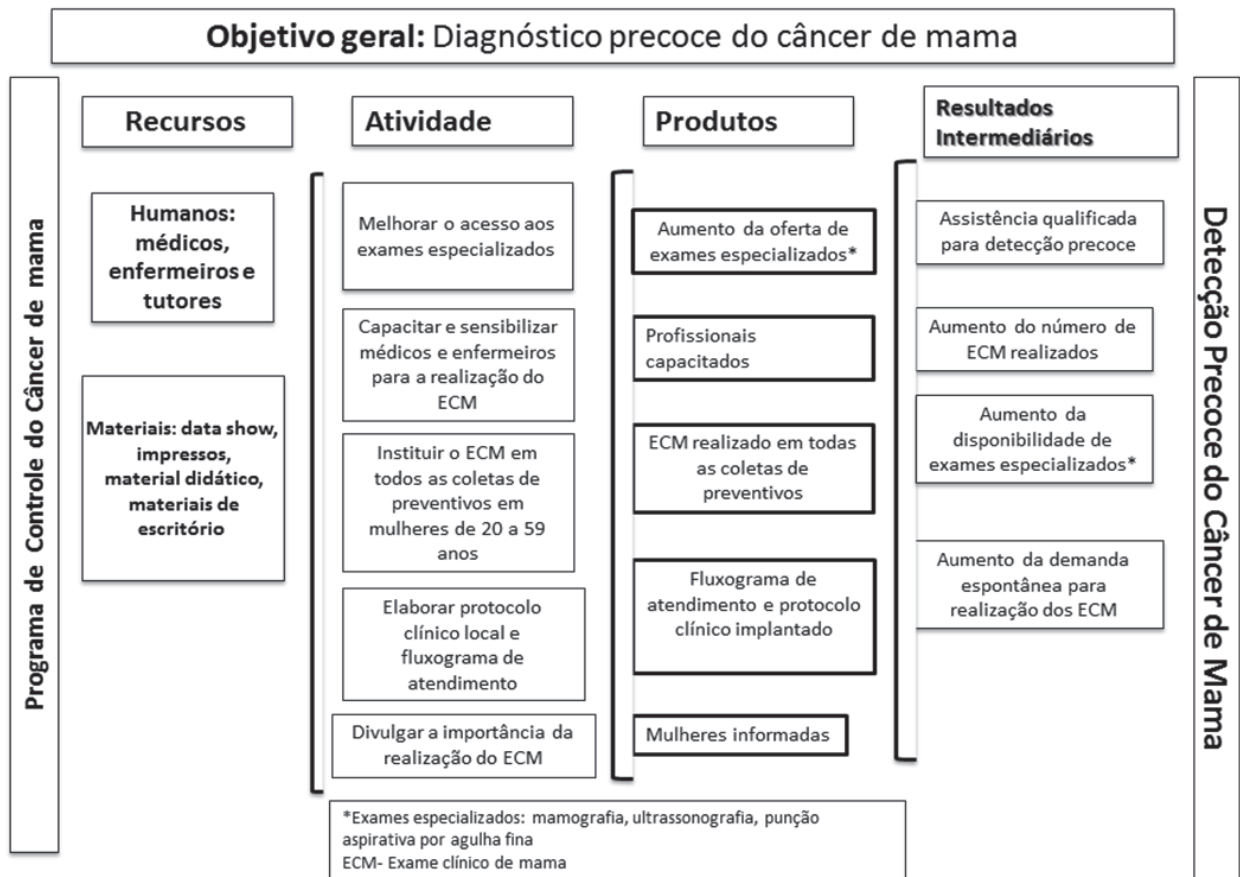 Objetivo geral: Diagnóstico precoce do câncer de mama
Programa de Controle do Câncer de mama
Recursos
Humanos:
médicos,
enfermeiros e
tutores
Materiais: data show,
impressos,
material didático,
materiais de
escritório
Atividade
Melhorar o acesso aos
exames especializados
Capacitar e sensibilizar
médicos e enfermeiros
para a realização do
ECM
Instituir o ECM em
todos as coletas de
preventivos em
mulheres de 20 a 59
anos
Elaborar protocolo
clínico local e
fluxograma de
atendimento
Divulgar a importância da
realização do ECM
Produtos
Aumento da oferta de
exames especializados*
Profissionais
capacitados
ECM realizado em todas
as coletas de
preventivos
Fluxograma de
atendimento e protocolo
clínico implantado
Mulheres informadas
Resultados
Intermediários
Assistência qualificada
para detecção precoce
Aumento do número de
ECM realizados
Aumento da
disponibilidade de
exames especializados*
Aumento da demanda
espontânea para
realização dos ECM
Detecção Precoce do Câncer de Mama
*Exames especializados: mamografia, ultrassonografia, punção
aspirativa por agulha fina
ECM- Exame clínico de mama